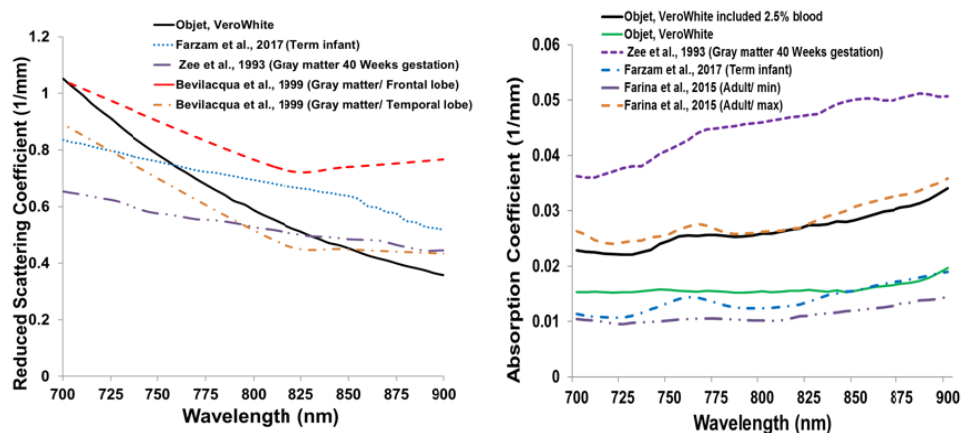 Objet, VeroWhite
Farzam et al., 2017 (Term infant)
Zee et al., 1993 (Gray matter 40 Weeks gestation)
Bevilacqua et al., 1999 (Gray matter/ Frontal lobe)
Bevilacqua et al., 1999 (Gray matter/ Temporal lobe)
Reduced Scattering Coefficient (1/mm)
1.2
1
0.8
0.6
0.4
0.2
0
700 725 750 775 800 825 850 875 900
Wavelength (nm)
Objet, VeroWhite included 2.5% blood
Objet, VeroWhite
Zee et al., 1993 (Gray matter 40 Weeks gestation)
Farzam et al., 2017 (Term infant)
Farina et al., 2015 (Adult/ min)
Farina et al., 2015 (Adult/ max)
Absorption Coefficient (1/mm)
0.06
0.05
0.04
0.03
0.02
0.01
0
700 725 750 775 800 825 850 875 900
Wavelength (nm)